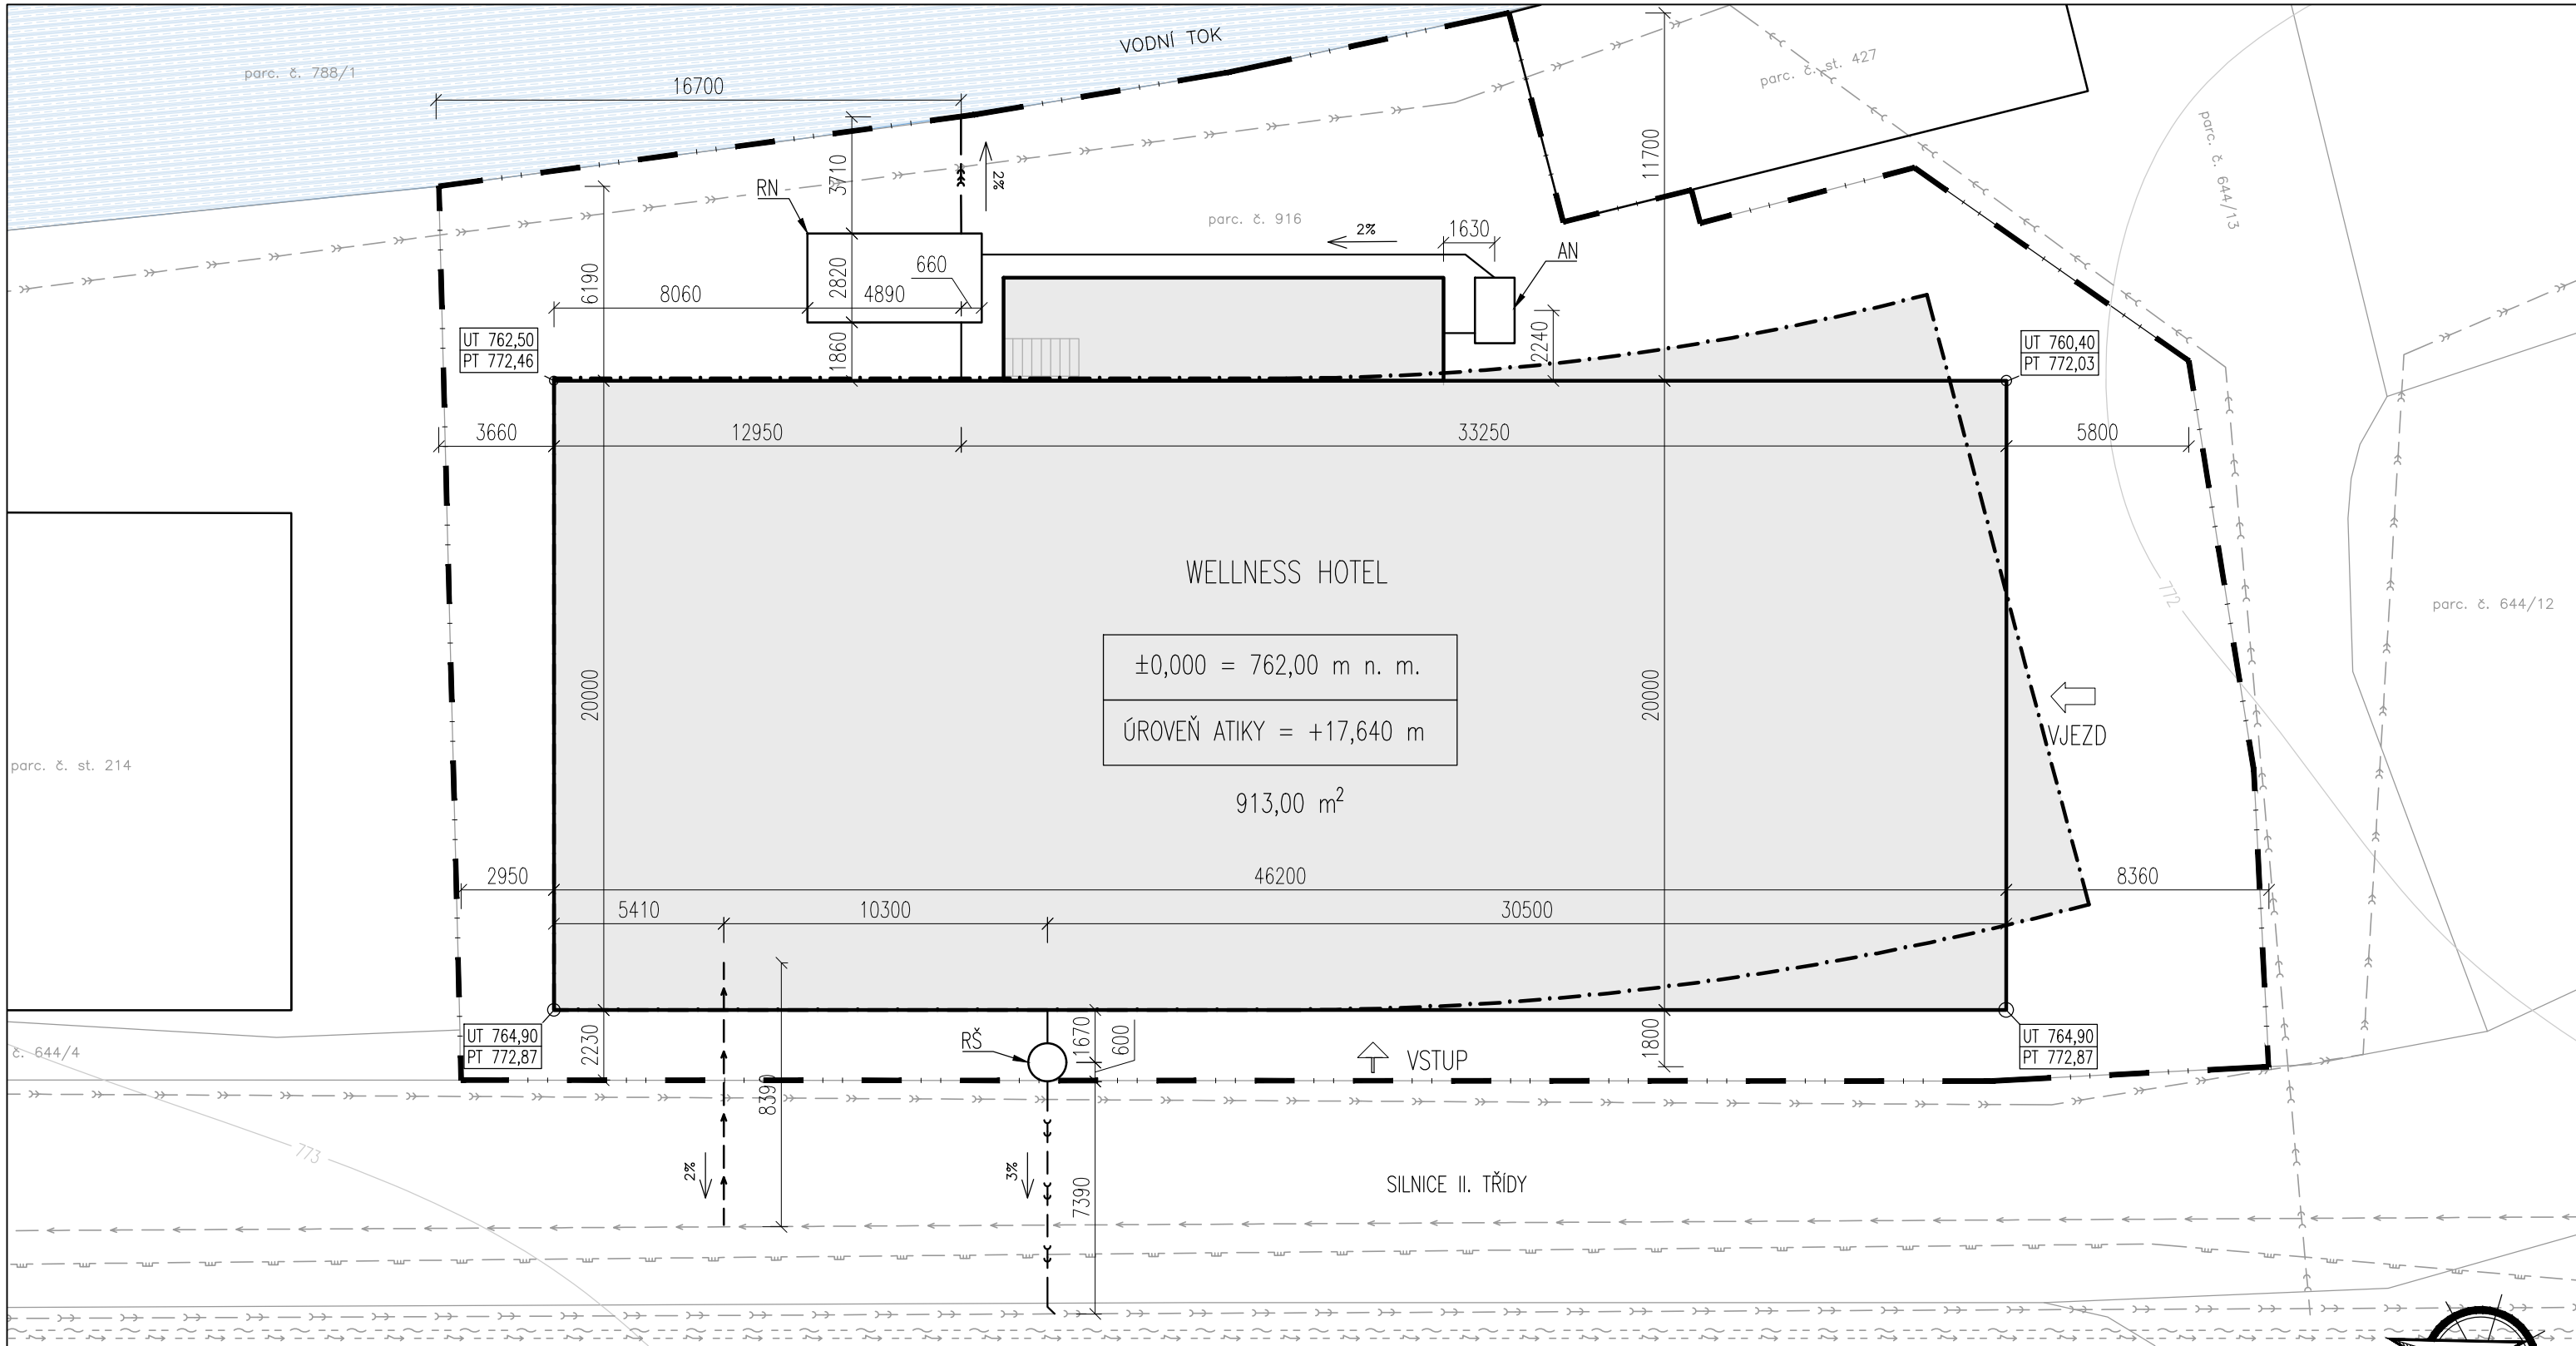 VODNÍ TOK
parc. č. 788/1
parc. č. st. 427
16700
parc. č. 644/13
11700
3710
2%
RN
parc. č. 916
2%
1630
AN
6190
2820
660
8060
4890
2240
1860
UT 762,50
PT 772,46
UT 760,40
PT 772,03
3660
12950
33250
5800
WELLNESS HOTEL
772
parc. č. 644/12
±0,000 = 762,00 m n. m.
20000
20000
ÚROVEŇ ATIKY = +17,640 m
VJEZD
parc. č. st. 214
913,00 m²
2950
46200
8360
5410
10300
30500
UT 764,90
PT 772,87
2230
RŠ
1670
600
1800
VSTUP
UT 764,90
PT 772,87
č. 644/4
8390
773
2%
3%
7390
SILNICE II. TŘÍDY